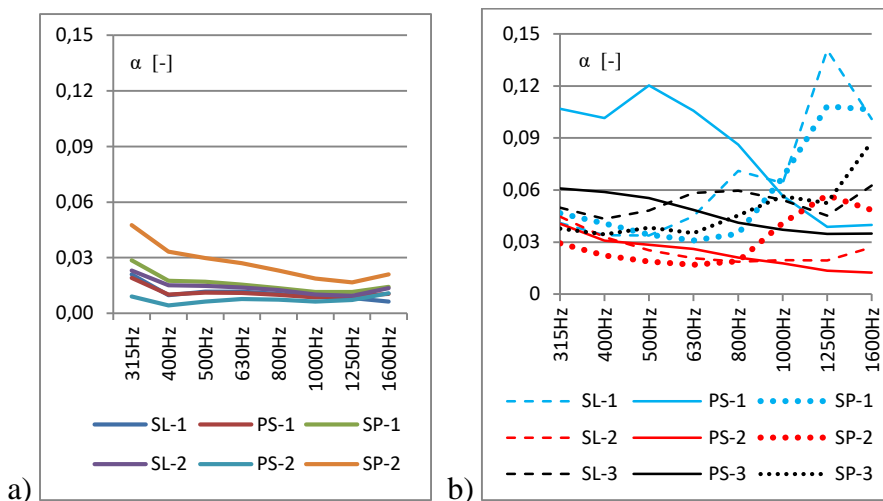 0,15
0,12
0,09
0,06
0,03
0,00
α [-]
315Hz
400Hz
500Hz
630Hz
800Hz
1000Hz
1250Hz
1600Hz
SL-1 PS-1 SP-1
SL-2 PS-2 SP-2
a)
0,15
0,12
0,09
0,06
0,03
0
α [-]
315Hz
400Hz
500Hz
630Hz
800Hz
1000Hz
1250Hz
1600Hz
SL-1 PS-1 SP-1
SL-2 PS-2 SP-2
SL-3 PS-3 SP-3
b)